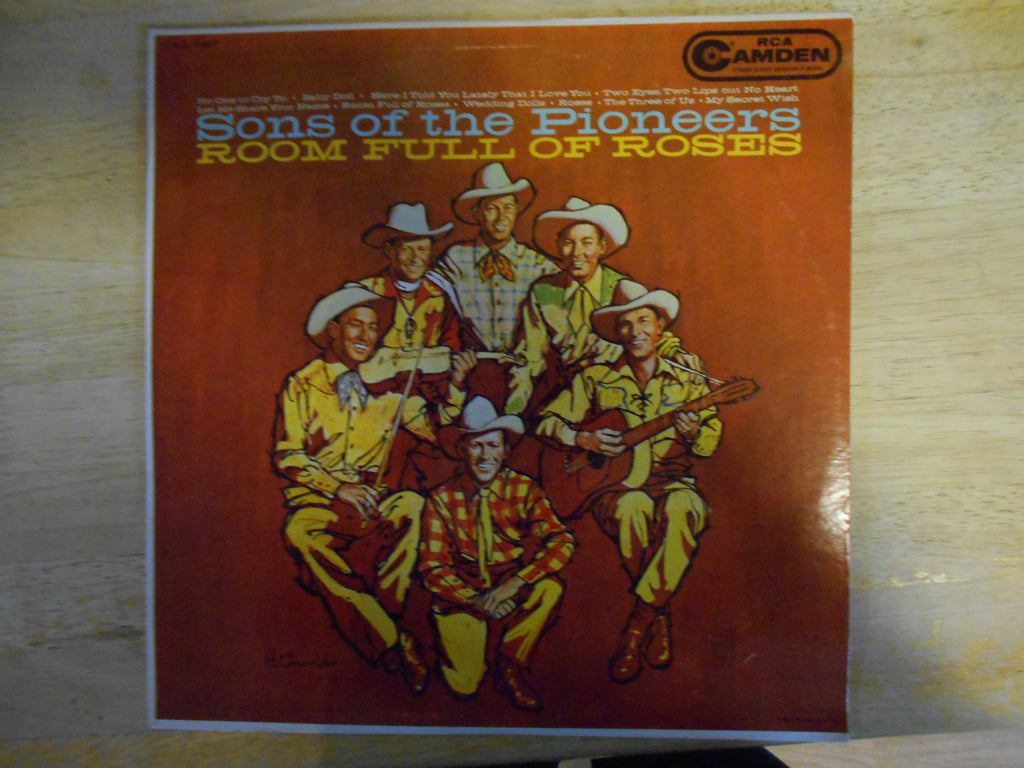 RCA
CAMDEN
No One to Cry To • Baby Doll • Have I Told You Lately That I Love You • Two Eyes Two Lips but No Heart
Let Me Share Your Name • Room Full of Roses • Wedding Dolls • Roses • The Three of Us • My Secret Wish
Sons of the Pioneers
ROOM FULL OF ROSES